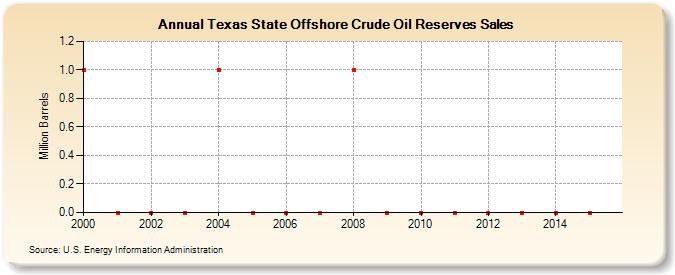 Annual Texas State Offshore Crude Oil Reserves Sales
Million Barrels
1.2
1.0
0.8
0.6
0.4
0.2
0.0
2000 2002 2004 2006 2008 2010 2012 2014
Source: U.S. Energy Information Administration